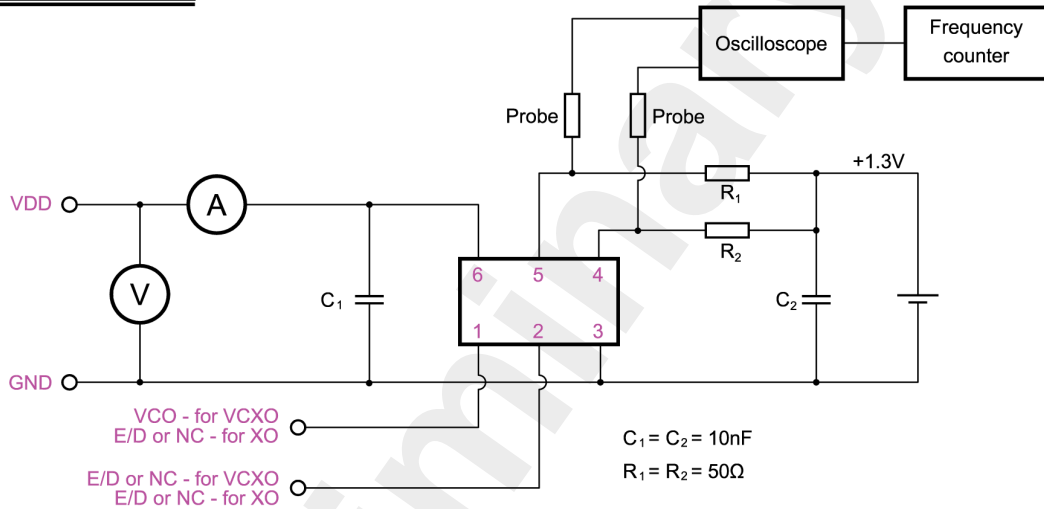 Oscilloscope
Frequency
counter
Probe
Probe
+1.3V
R1
VDD
A
R2
6 5 4
V
C1
C2
1 2 3
GND
VCO - for VCXO
E/D or NC - for XO
C1 = C2 = 10nF
R1 = R2 = 50Ω
E/D or NC - for VCXO
E/D or NC - for XO